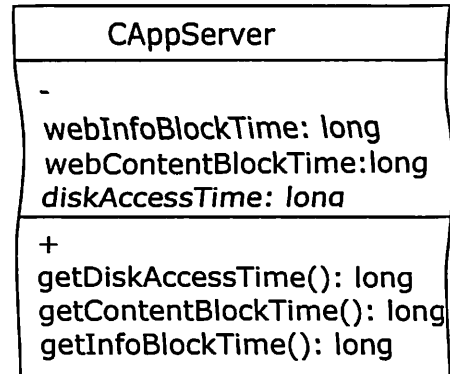 CAppServer
-
webInfoBlockTime: long
webContentBlockTime:long
diskAccessTime: long
+
getDiskAccessTime(): long
getContentBlockTime(): long
getInfoBlockTime(): long